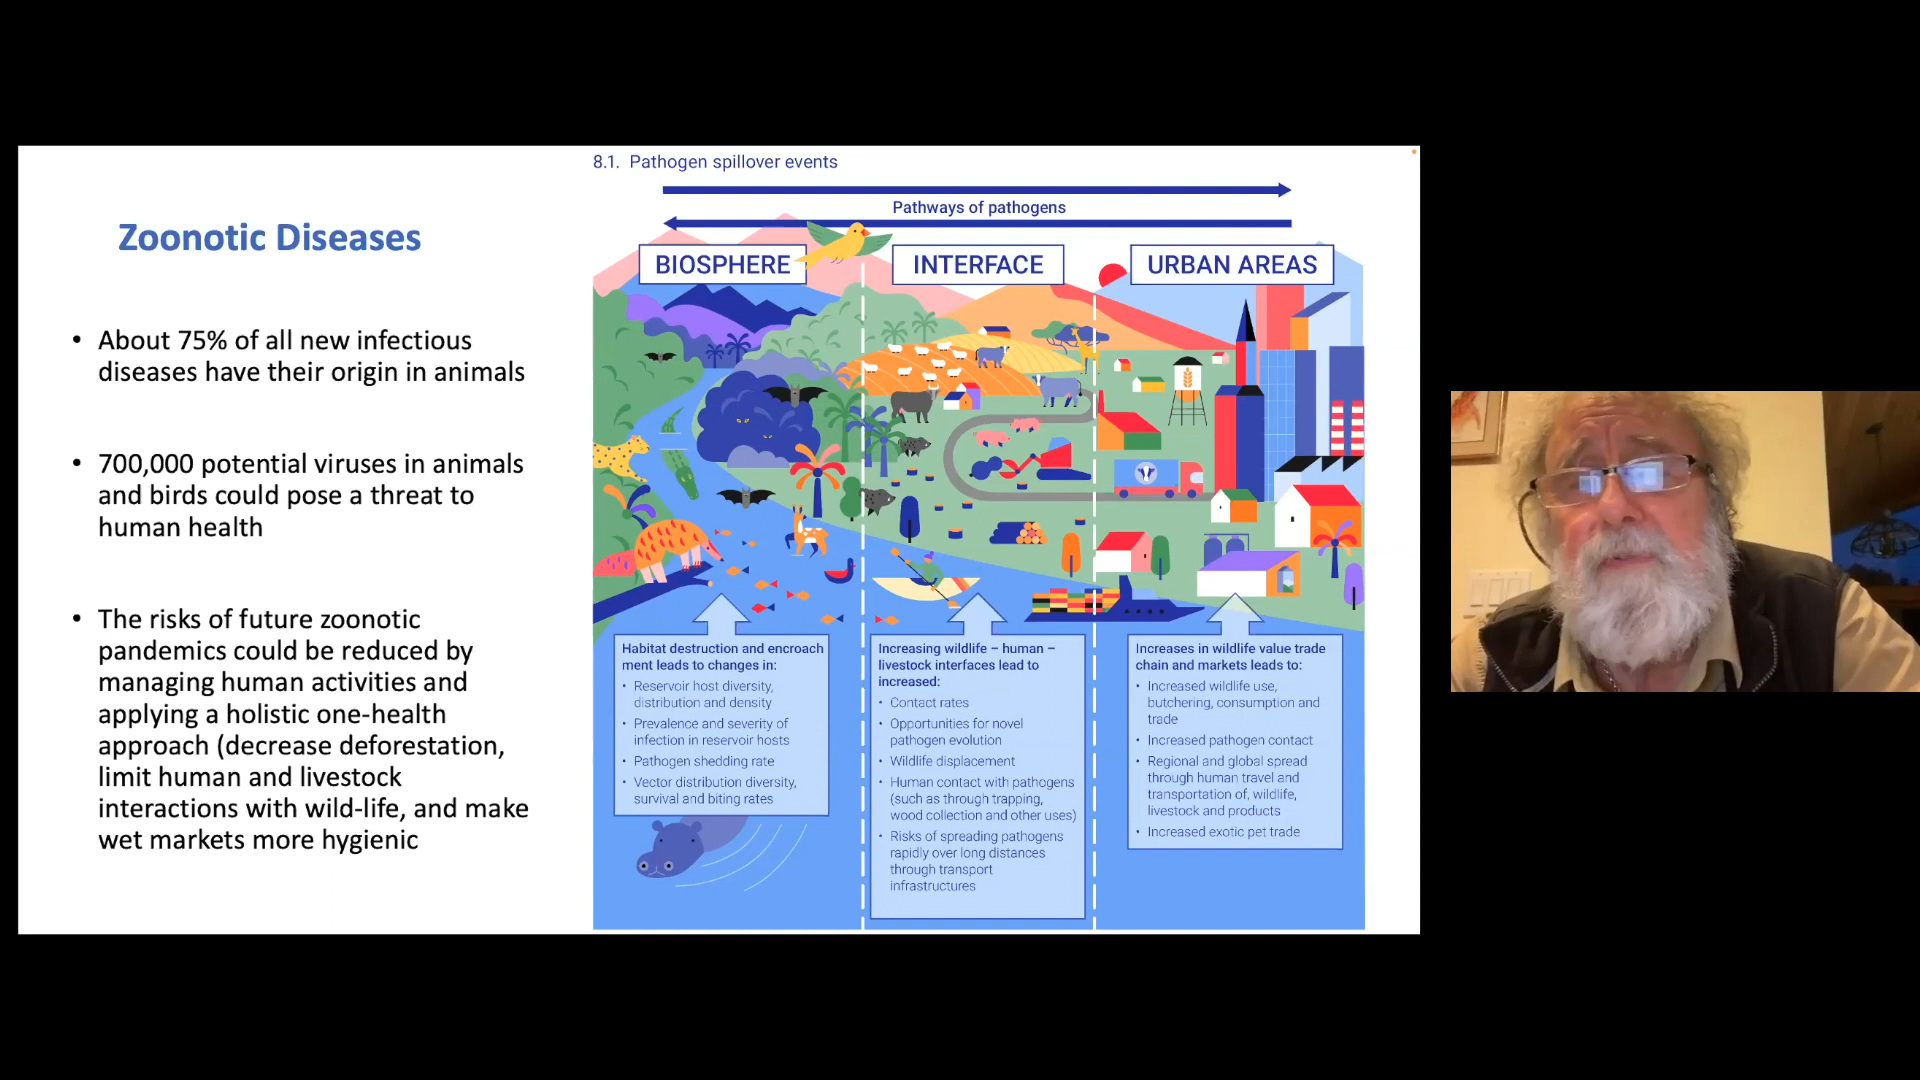 Zoonotic Diseases
• About 75% of all new infectious
diseases have their origin in animals
• 700,000 potential viruses in animals
and birds could pose a threat to
human health
• The risks of future zoonotic
pandemics could be reduced by
managing human activities and
applying a holistic one-health
approach (decrease deforestation,
limit human and livestock
interactions with wild-life, and make
wet markets more hygienic
8.1. Pathogen spillover events
Pathways of pathogens
BIOSPHERE
INTERFACE
URBAN AREAS
Habitat destruction and encroach
ment leads to changes in:
• Reservoir host diversity,
distribution and density
• Prevalence and severity of
infection in reservoir hosts
• Pathogen shedding rate
• Vector distribution diversity,
survival and biting rates
Increasing wildlife – human –
livestock interfaces lead to
increased:
• Contact rates
• Opportunities for novel
pathogen evolution
• Wildlife displacement
• Human contact with pathogens
(such as through trapping,
wood collection and other uses)
• Risks of spreading pathogens
rapidly over long distances
through transport
infrastructures
Increases in wildlife value trade
chain and markets leads to:
• Increased wildlife use,
butchering, consumption and
trade
• Increased pathogen contact
• Regional and global spread
through human travel and
transportation of, wildlife,
livestock and products
• Increased exotic pet trade